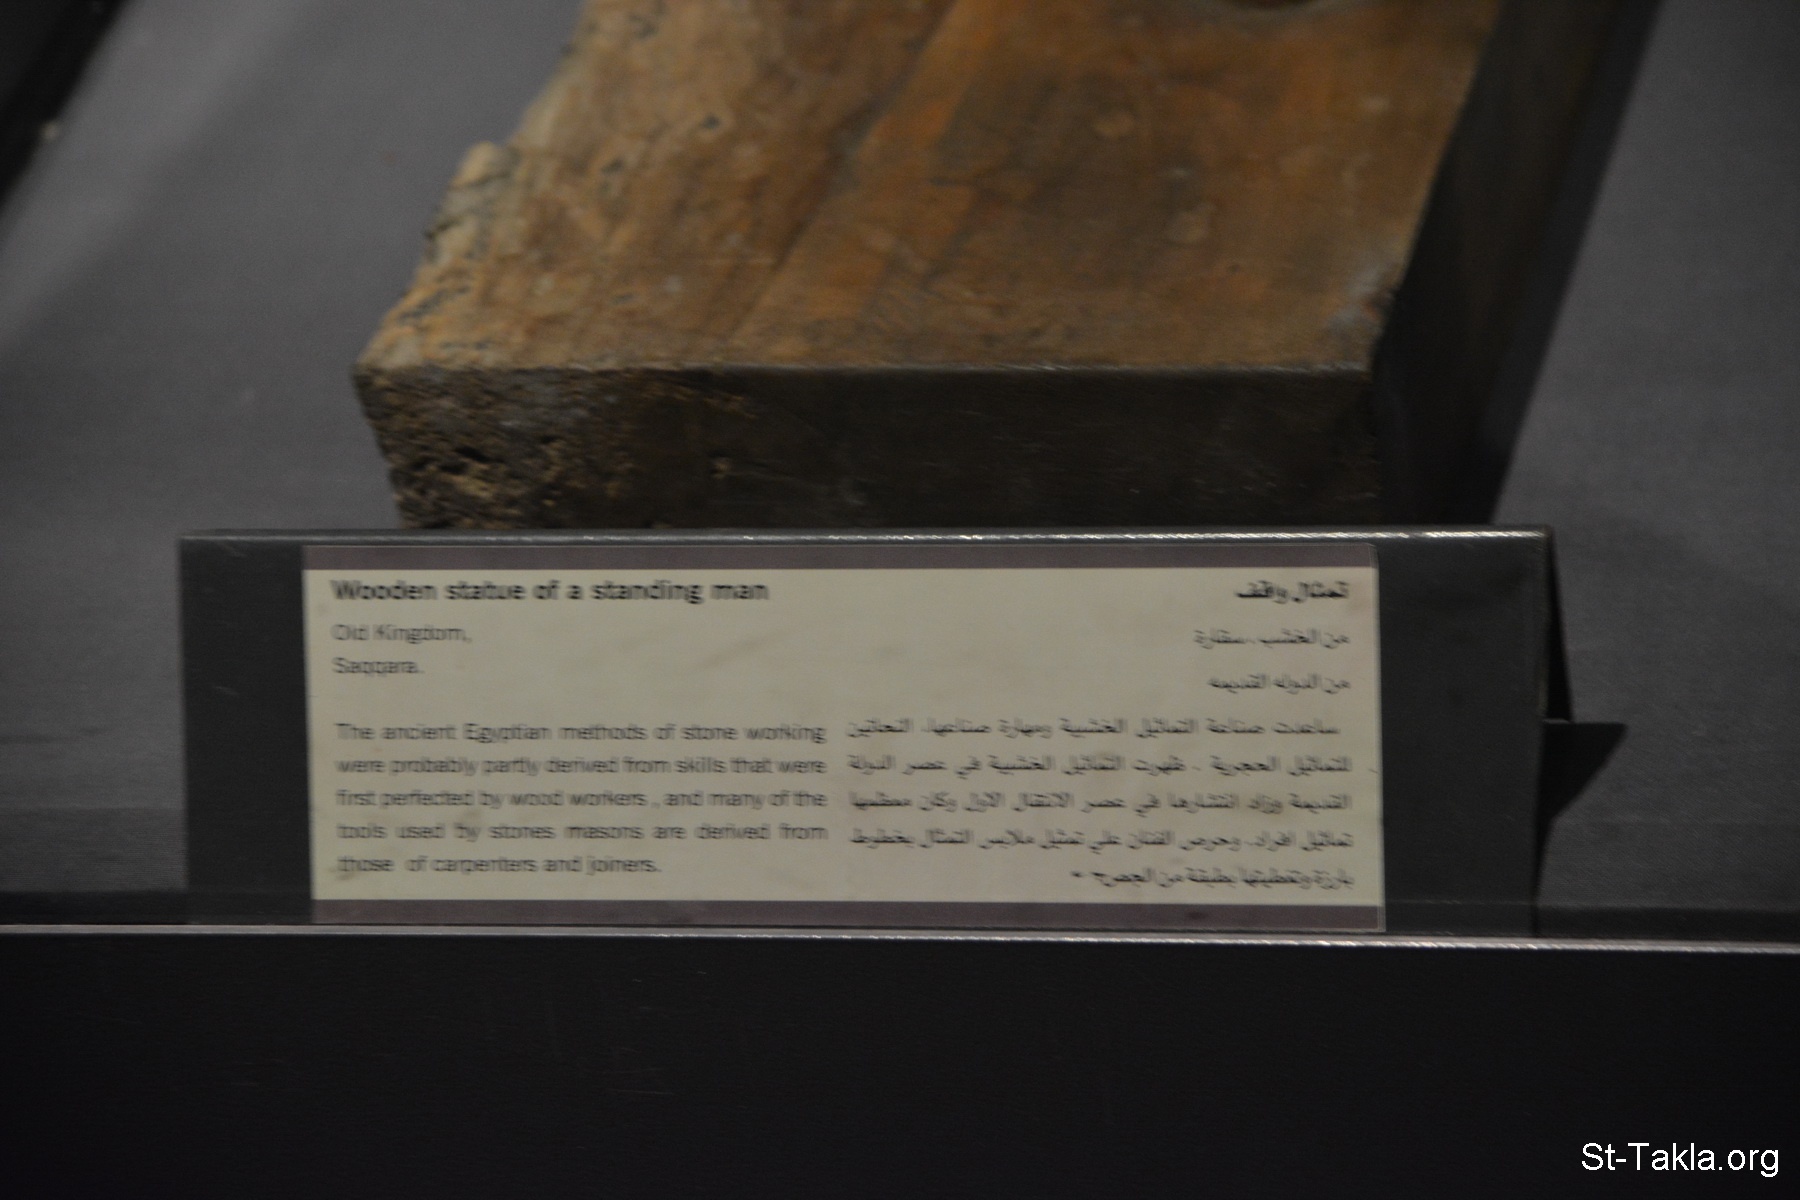 Wooden statue of a standing man
Old Kingdom,
Saqqara.
The ancient Egyptian methods of stone working
were probably partly derived from skills that were
first perfected by wood workers , and many of the
tools used by stones masons are derived from
those of carpenters and joiners.
تمثال واقف
من الخشب ، سقارة
من الدوله القديمه
ساعدت صناعة التماثيل الخشبية ومهارة صناعها، النحاتين
للتماثيل الحجرية . ظهرت التماثيل الخشبية في عصر الدولة
القديمة وزاد انتشارها في عصر الانتقال الاول وكان معظمها
تماثيل افراد، وحرص الفنان علي تمثيل ملابس التمثال بخطوط
بارزة وتغطيتها بطبقة من الجص
St-Takla.org